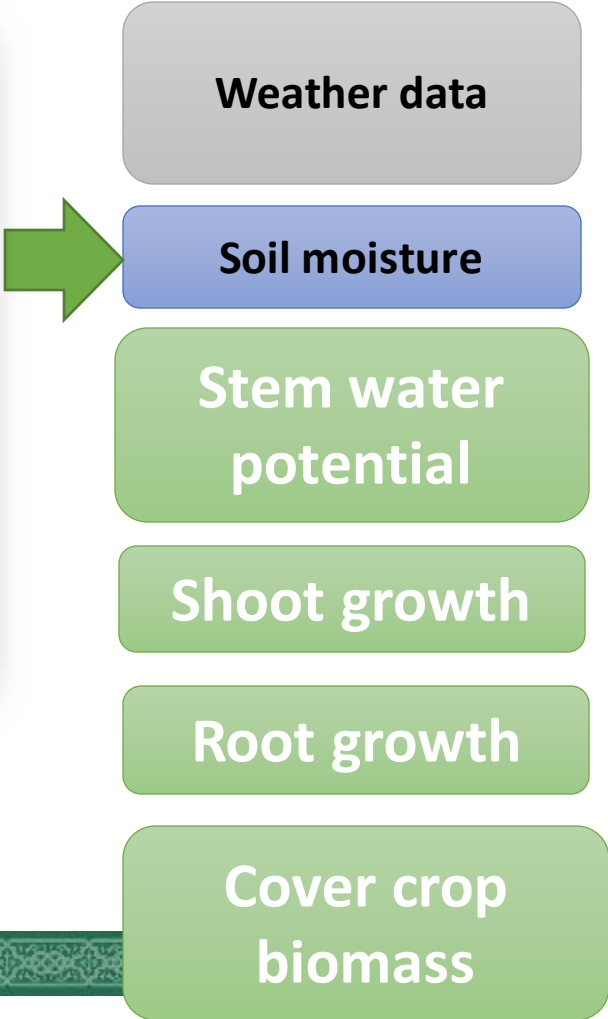 Weather data
Soil moisture
Stem water
potential
Shoot growth
Root growth
Cover crop
biomass